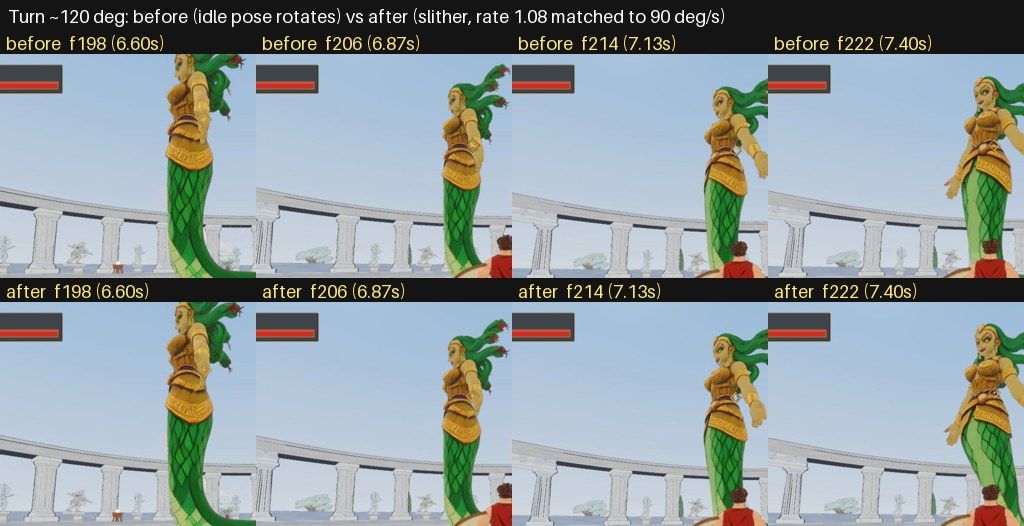 Turn ~120 deg: before (idle pose rotates) vs after (slither, rate 1.08 matched to 90 deg/s)
before f198 (6.60s)
before f206 (6.87s)
before f214 (7.13s)
before f222 (7.40s)
after f198 (6.60s)
after f206 (6.87s)
after f214 (7.13s)
after f222 (7.40s)